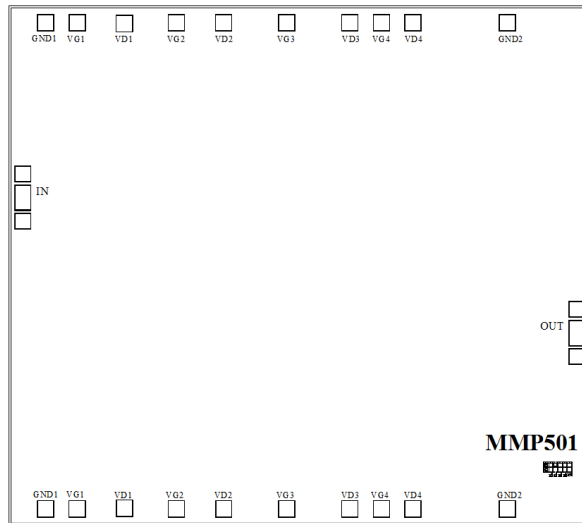 GND1 VG1 VD1 VG2 VD2 VG3 VD3 VG4 VD4 GND2
IN
OUT
MMP501
GND1 VG1 VD1 VG2 VD2 VG3 VD3 VG4 VD4 GND2